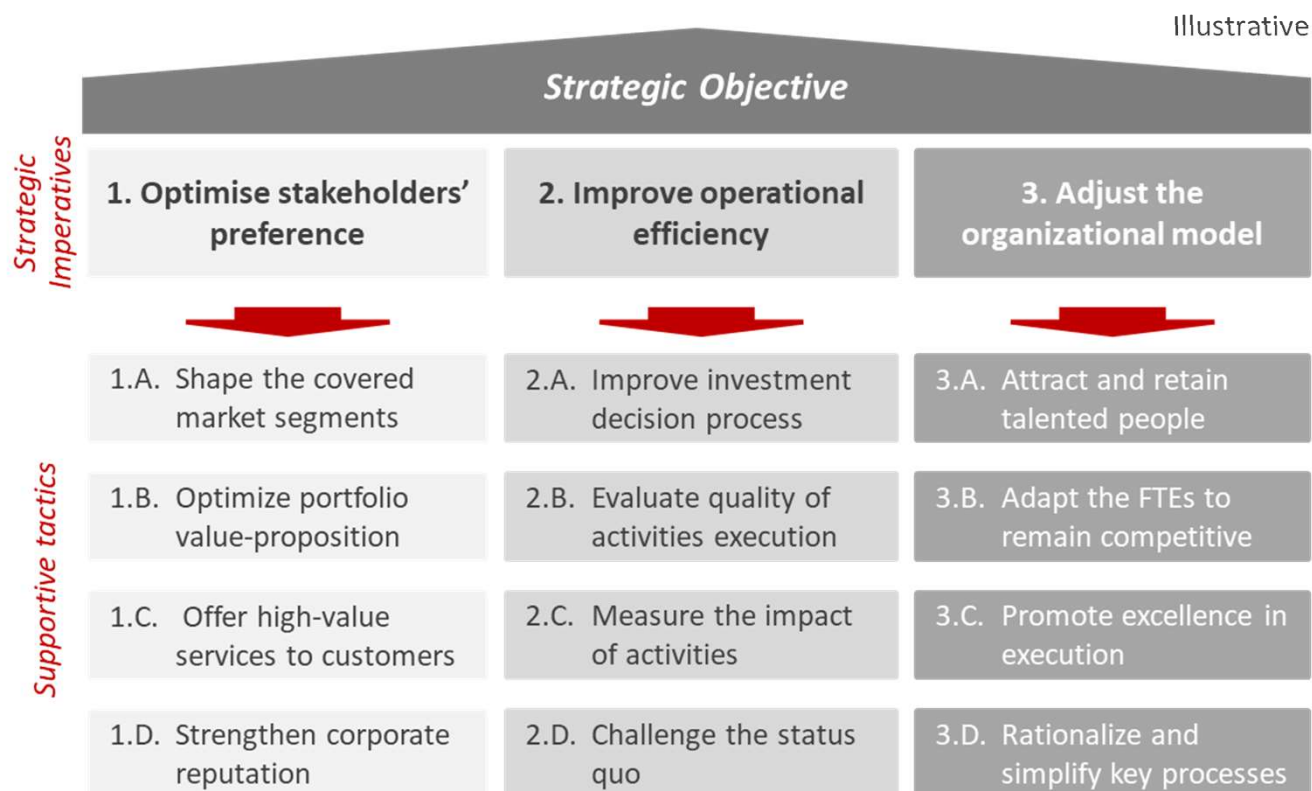 Illustrative
Strategic Objective
Strategic
Imperatives
1. Optimise stakeholders’
preference
2. Improve operational
efficiency
3. Adjust the
organizational model
Supportive tactics
1.A. Shape the covered
market segments
2.A. Improve investment
decision process
3.A. Attract and retain
talented people
1.B. Optimize portfolio
value-proposition
2.B. Evaluate quality of
activities execution
3.B. Adapt the FTEs to
remain competitive
1.C. Offer high-value
services to customers
2.C. Measure the impact
of activities
3.C. Promote excellence in
execution
1.D. Strengthen corporate
reputation
2.D. Challenge the status
quo
3.D. Rationalize and
simplify key processes